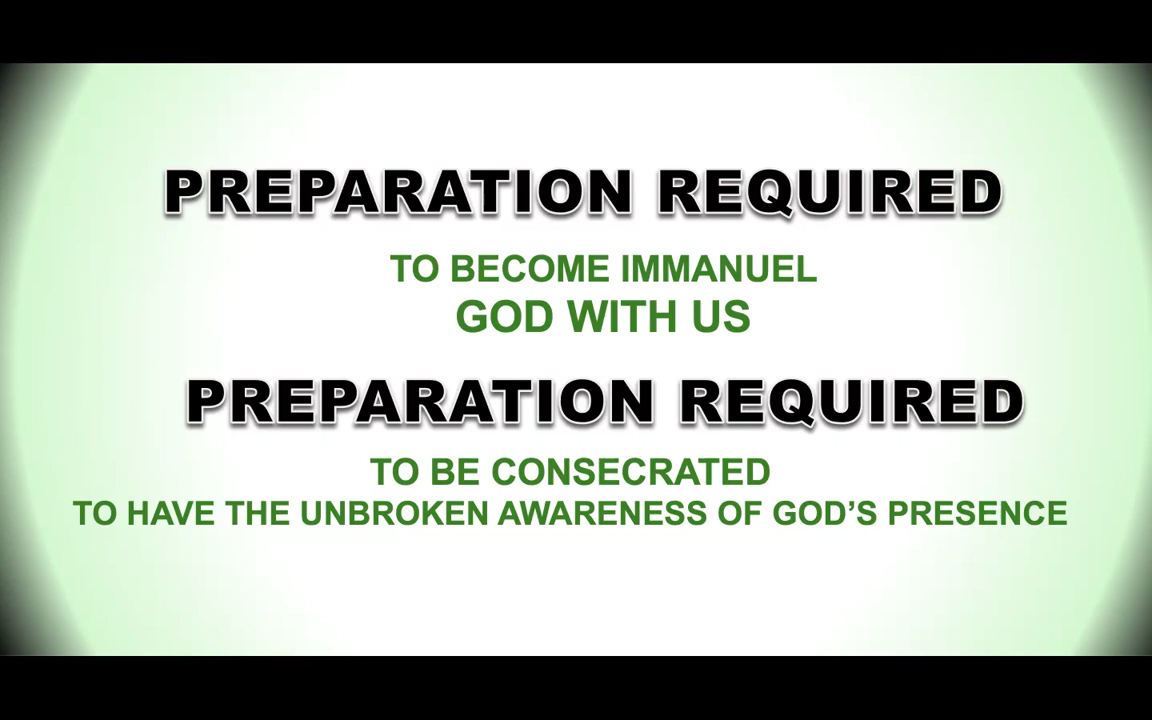 PREPARATION REQUIRED
TO BECOME IMMANUEL
GOD WITH US
PREPARATION REQUIRED
TO BE CONSECRATED
TO HAVE THE UNBROKEN AWARENESS OF GOD’S PRESENCE